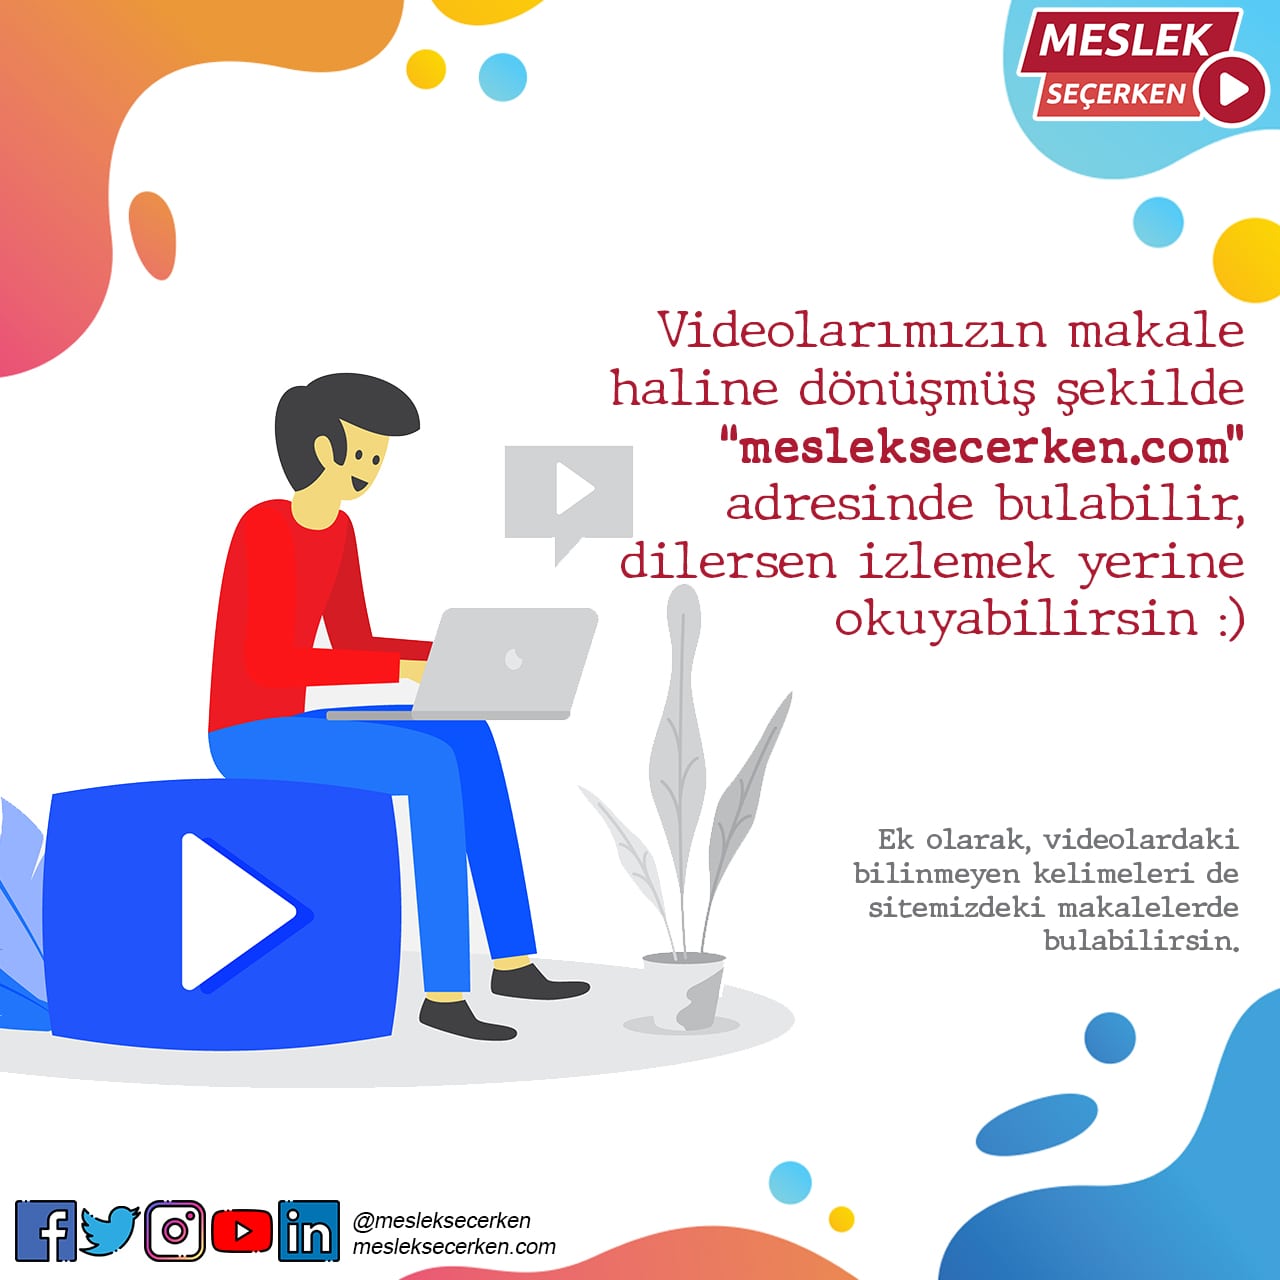 MESLEK
SEÇERKEN
Videolarımızın makale
haline dönüşmüş şekilde
"mesleksecerken.com"
adresinde bulabilir,
dilersen izlemek yerine
okuyabilirsin :)
Ek olarak, videolardaki
bilinmeyen kelimeleri de
sitemizdeki makalelerde
bulabilirsin.
@mesleksecerken
mesleksecerken.com